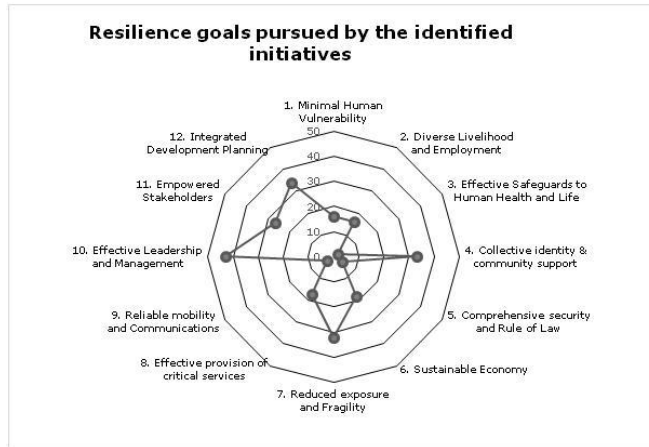 Resilience goals pursued by the identified
initiatives
1. Minimal Human
Vulnerability
2. Diverse Livelihood
and Employment
3. Effective Safeguards to
Human Health and Life
4. Collective identity &
community support
5. Comprehensive security
and Rule of Law
6. Sustainable Economy
7. Reduced exposure
and Fragility
8. Effective provision of
critical services
9. Reliable mobility
and Communications
10. Effective Leadership
and Management
11. Empowered
Stakeholders
12. Integrated
Development Planning
50
40
30
20
10
0